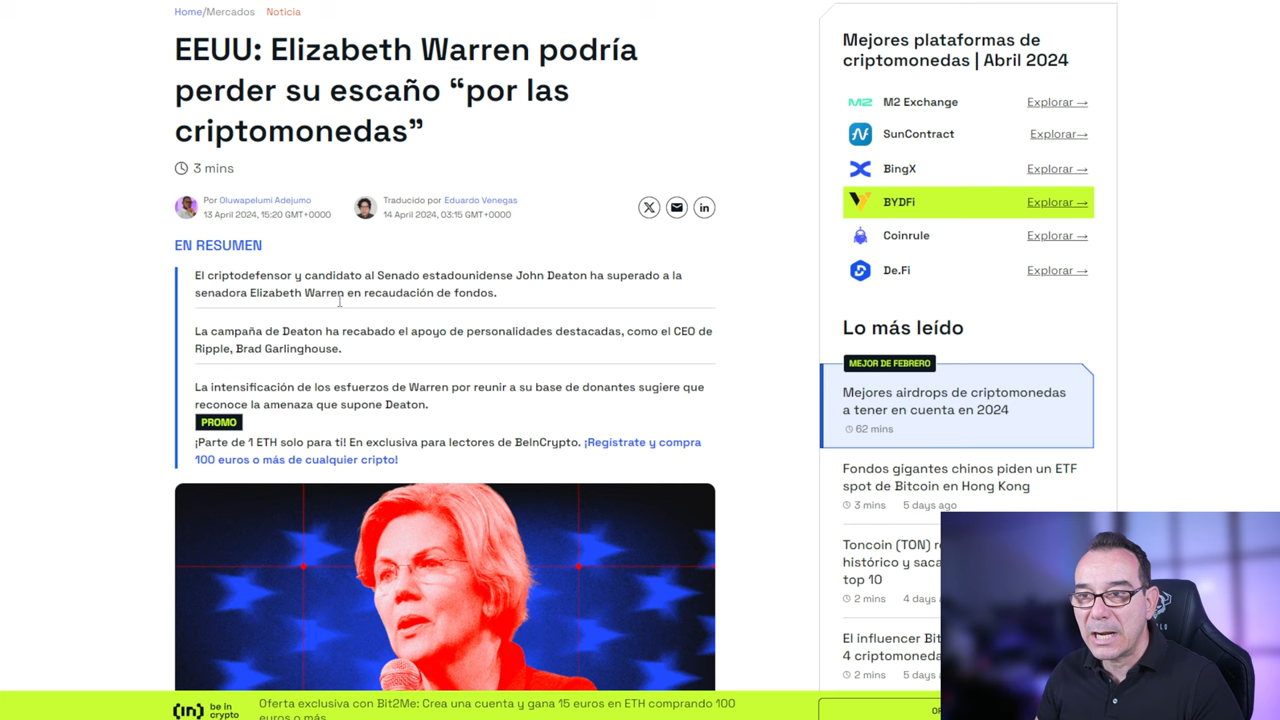 Home/Mercados Noticia
EEUU: Elizabeth Warren podría
perder su escaño “por las
criptomonedas”
3 mins
Por Oluwapelumi Adejumo
13 April 2024, 15:20 GMT+0000
Traducido por Eduardo Venegas
14 April 2024, 03:15 GMT+0000
in
EN RESUMEN
El criptodefensor y candidato al Senado estadounidense John Deaton ha superado a la
senadora Elizabeth Warren en recaudación de fondos.
La campaña de Deaton ha recabado el apoyo de personalidades destacadas, como el CEO de
Ripple, Brad Garlinghouse.
La intensificación de los esfuerzos de Warren por reunir a su base de donantes sugiere que
reconoce la amenaza que supone Deaton.
PROMO
¡Parte de 1 ETH solo para ti! En exclusiva para lectores de BeInCrypto. ¡Regístrate y compra
100 euros o más de cualquier cripto!
Mejores plataformas de
criptomonedas | Abril 2024
M2 M2 Exchange Explorar →
SunContract Explorar→
BingX Explorar →
BYDFi Explorar →
Coinrule Explorar →
De.Fi Explorar →
Lo más leído
MEJOR DE FEBRERO
Mejores airdrops de criptomonedas
a tener en cuenta en 2024
62 mins
Fondos gigantes chinos piden un ETF
spot de Bitcoin en Hong Kong
3 mins 5 days ago
Toncoin (TON)
histórico y saca
top 10
2 mins 4 days
El influencer
4 criptomoneda
2 mins 5 days
(in) be in
crypto
Oferta exclusiva con Bit2Me: Crea una cuenta y gana 15 euros en ETH comprando 100
euros o más